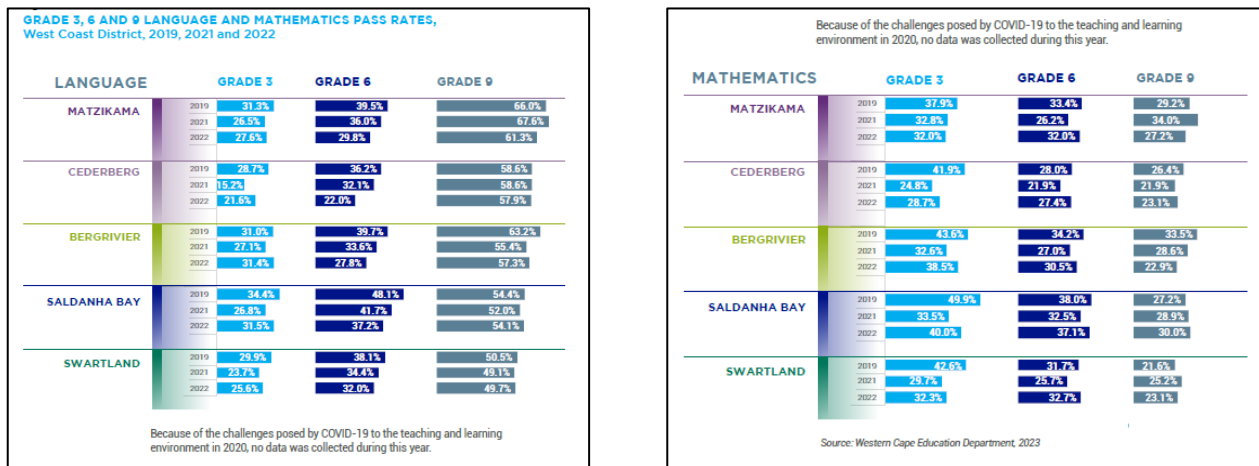 GRADE 3, 6 AND 9 LANGUAGE AND MATHEMATICS PASS RATES,
West Coast District, 2019, 2021 and 2022
LANGUAGE GRADE 3 GRADE 6 GRADE 9
MATZIKAMA 2019 31.3% 39.5% 66.0%
2021 26.5% 36.0% 67.6%
2022 27.6% 29.8% 61.3%
CEDERBERG 2019 28.7% 36.2% 58.6%
2021 15.2% 32.1% 58.6%
2022 21.6% 22.0% 57.9%
BERGRIVIER 2019 31.0% 39.7% 63.2%
2021 27.1% 33.6% 55.4%
2022 31.4% 27.8% 57.3%
SALDANHA BAY 2019 34.4% 48.1% 54.4%
2021 26.8% 41.7% 52.0%
2022 31.5% 37.2% 54.1%
SWARTLAND 2019 29.9% 38.1% 50.5%
2021 23.7% 34.4% 49.1%
2022 25.6% 32.0% 49.7%
Because of the challenges posed by COVID-19 to the teaching and learning
environment in 2020, no data was collected during this year.
Because of the challenges posed by COVID-19 to the teaching and learning
environment in 2020, no data was collected during this year.
MATHEMATICS GRADE 3 GRADE 6 GRADE 9
MATZIKAMA 2019 37.9% 33.4% 29.2%
2021 32.8% 26.2% 34.0%
2022 32.0% 32.0% 27.2%
CEDERBERG 2019 41.9% 28.0% 26.4%
2021 24.8% 21.9% 21.9%
2022 28.7% 27.4% 23.1%
BERGRIVIER 2019 43.6% 34.2% 33.5%
2021 32.6% 27.0% 28.6%
2022 38.5% 30.5% 22.9%
SALDANHA BAY 2019 49.9% 38.0% 27.2%
2021 33.5% 32.5% 28.9%
2022 40.0% 37.1% 30.0%
SWARTLAND 2019 42.6% 31.7% 21.6%
2021 29.7% 25.7% 25.2%
2022 32.3% 32.7% 23.1%
Source: Western Cape Education Department, 2023